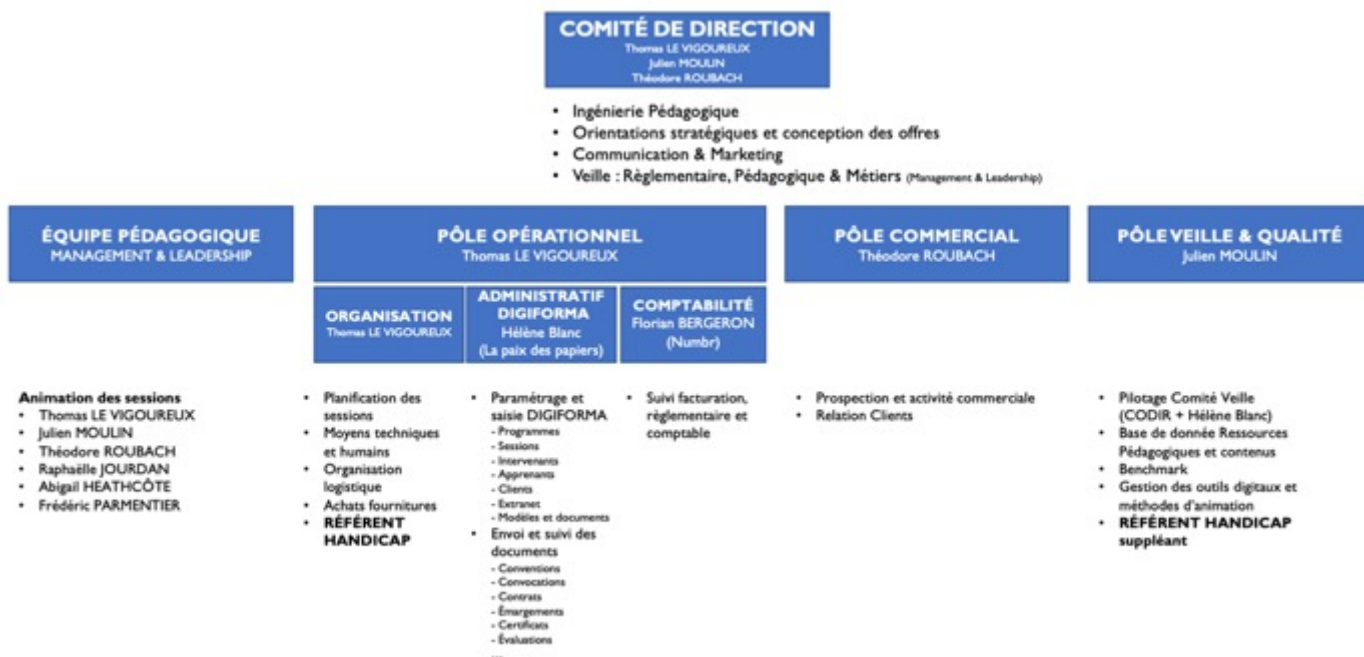 COMITÉ DE DIRECTION
Thomas LE VIGOUREUX
Julien MOULIN
Théodore ROUBACH
• Ingénierie Pédagogique
• Orientations stratégiques et conception des offres
• Communication & Marketing
• Veille : Règlementaire, Pédagogique & Métiers (Management & Leadership)
ÉQUIPE PÉDAGOGIQUE
MANAGEMENT & LEADERSHIP
Animation des sessions
• Thomas LE VIGOUREUX
• Julien MOULIN
• Théodore ROUBACH
• Raphaëlle JOURDAN
• Abigail HEATHCÔTE
• Frédéric PARMENTIER
PÔLE OPÉRATIONNEL
Thomas LE VIGOUREUX
ORGANISATION
Thomas LE VIGOUREUX
• Planification des
sessions
• Moyens techniques
et humains
• Organisation
logistique
• Achats fournitures
• RÉFÉRENT
HANDICAP
ADMINISTRATIF
DIGIFORMA
Hélène Blanc
(La paix des papiers)
• Paramétrage et
saisie DIGIFORMA
- Programmes
- Sessions
- Intervenants
- Apprenants
- Clients
- Extranet
- Modèles et documents
• Envoi et suivi des
documents
- Conventions
- Convocations
- Contrats
- Émargements
- Certificats
- Évaluations
...
COMPTABILITÉ
Florian BERGERON
(Numbr)
• Suivi facturation,
règlementaire et
comptable
PÔLE COMMERCIAL
Théodore ROUBACH
• Prospection et activité commerciale
• Relation Clients
PÔLE VEILLE & QUALITÉ
Julien MOULIN
• Pilotage Comité Veille
(CODIR + Hélène Blanc)
• Base de donnée Ressources
Pédagogiques et contenus
• Benchmark
• Gestion des outils digitaux et
méthodes d'animation
• RÉFÉRENT HANDICAP
suppléant